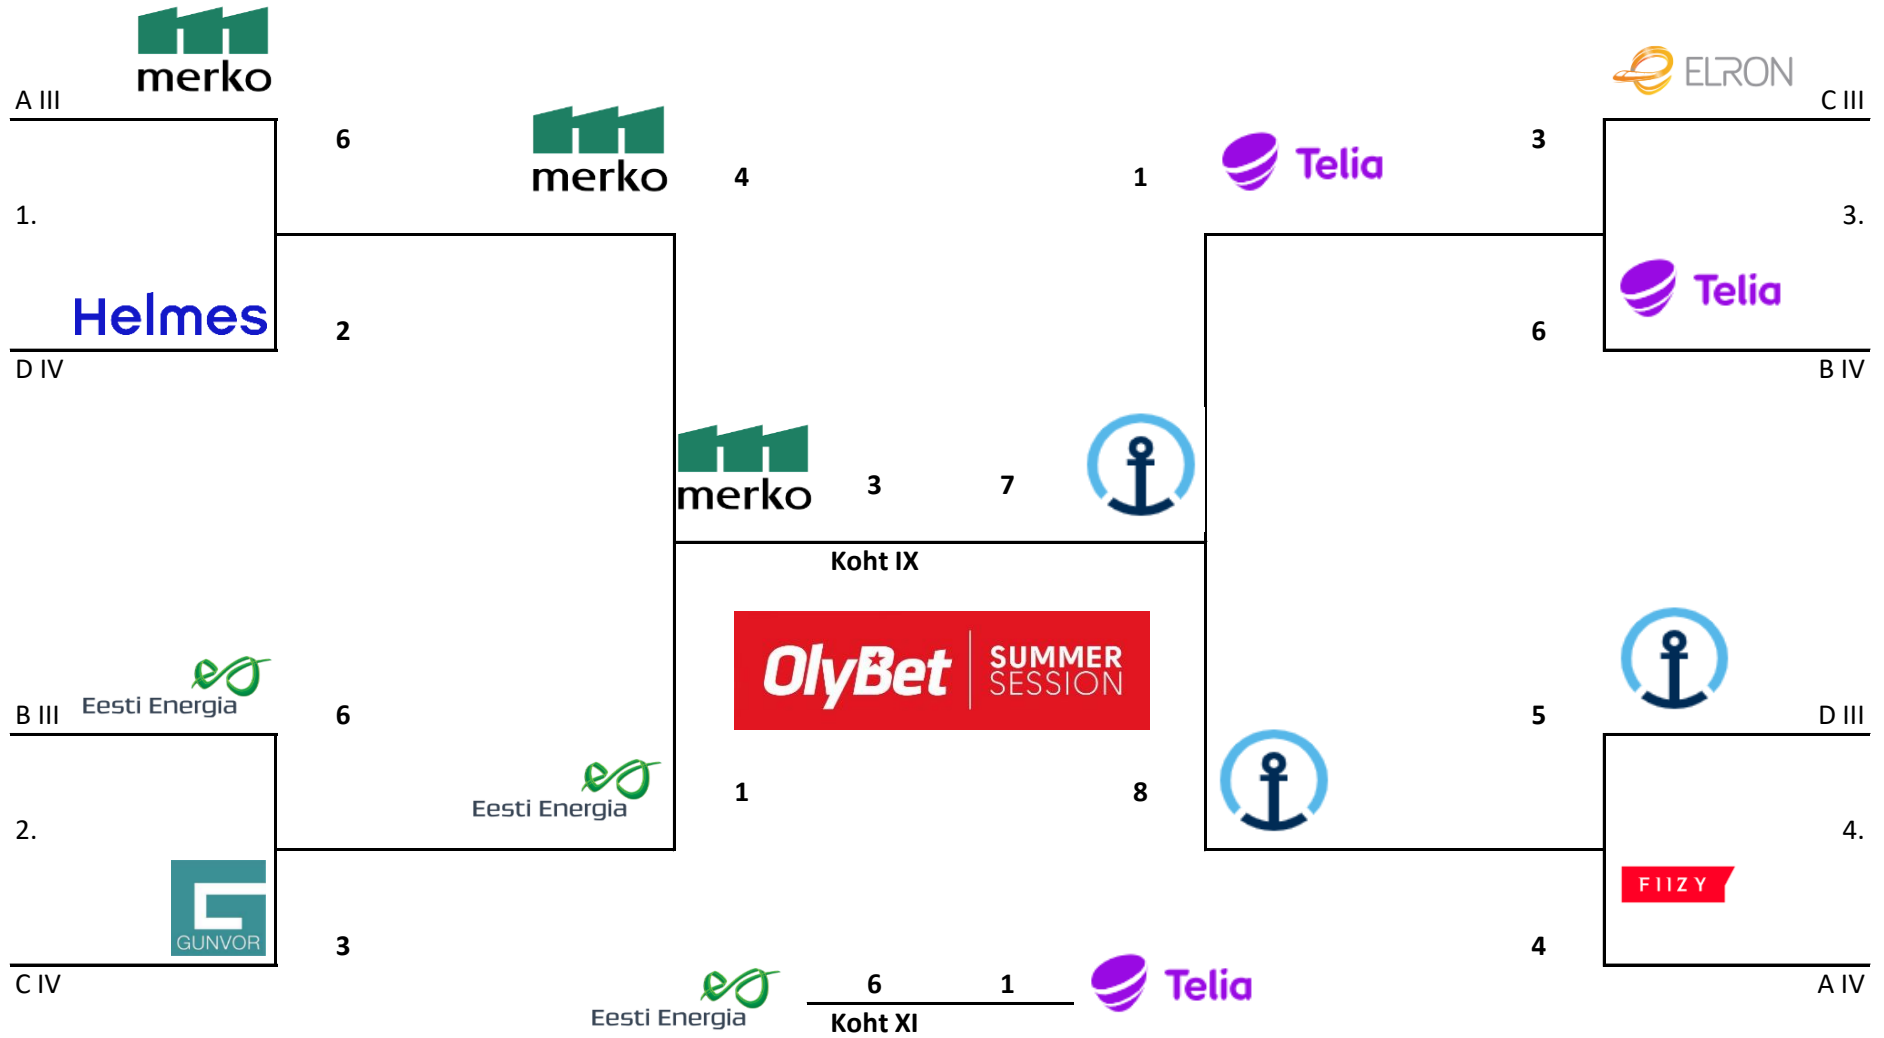 merko
ELRON
A III
C III
6
merko
4
1
Telia
3
1.
3.
Telia
Helmes
2
6
D IV
B IV
merko
3
7
Koht IX
OlyBet
SUMMER
SESSION
Eesti Energia
B III
6
5
D III
Eesti Energia
1
8
2.
4.
FIIZY
GUNVOR
3
4
C IV
A IV
Eesti Energia
6
1
Telia
Koht XI